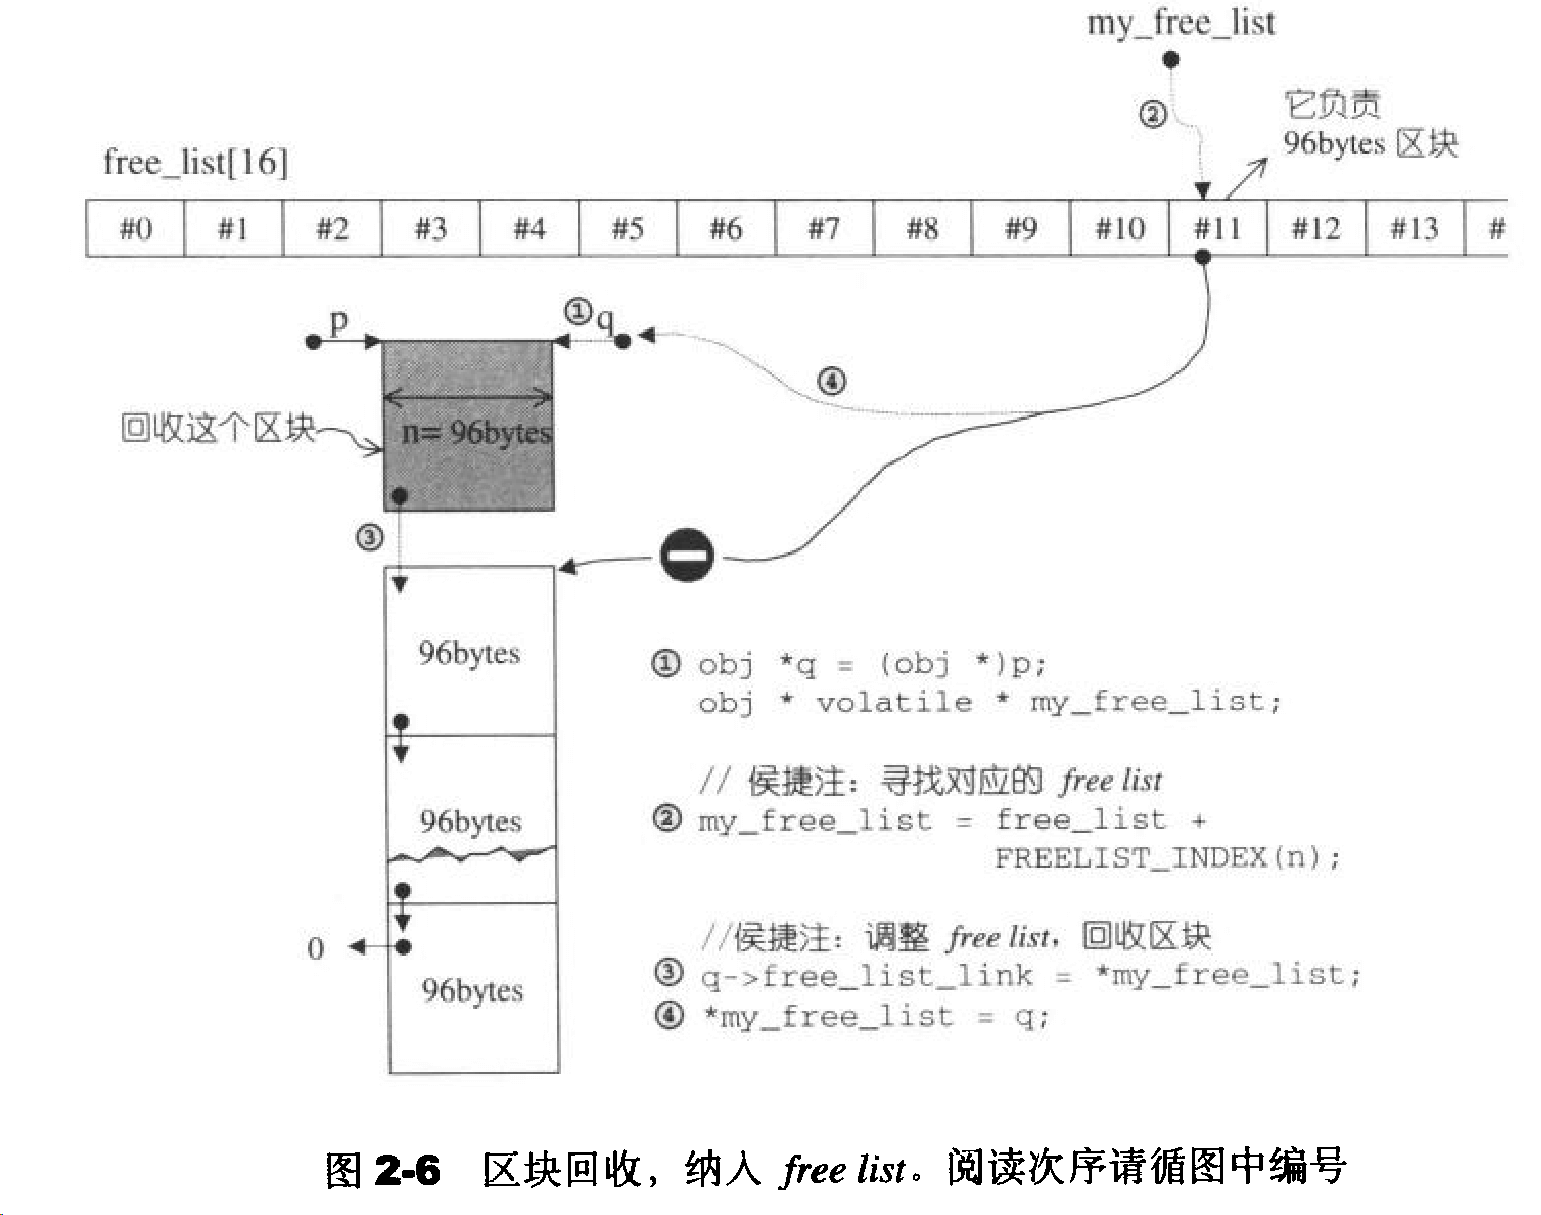 my_free_list
②
它负责
96bytes 区块
free_list[16]
#0 #1 #2 #3 #4 #5 #6 #7 #8 #9 #10 #11 #12 #13 #
p
① q
④
回收这个区块
n= 96bytes
③
96bytes
96bytes
0
96bytes
① obj *q = (obj *)p;
obj * volatile * my_free_list;
// 侯捷注：寻找对应的 free list
② my_free_list = free_list +
FREELIST_INDEX(n);
//侯捷注：调整 free list，回收区块
③ q->free_list_link = *my_free_list;
④ *my_free_list = q;
图 2-6 区块回收，纳入 free list。阅读次序请循图中编号